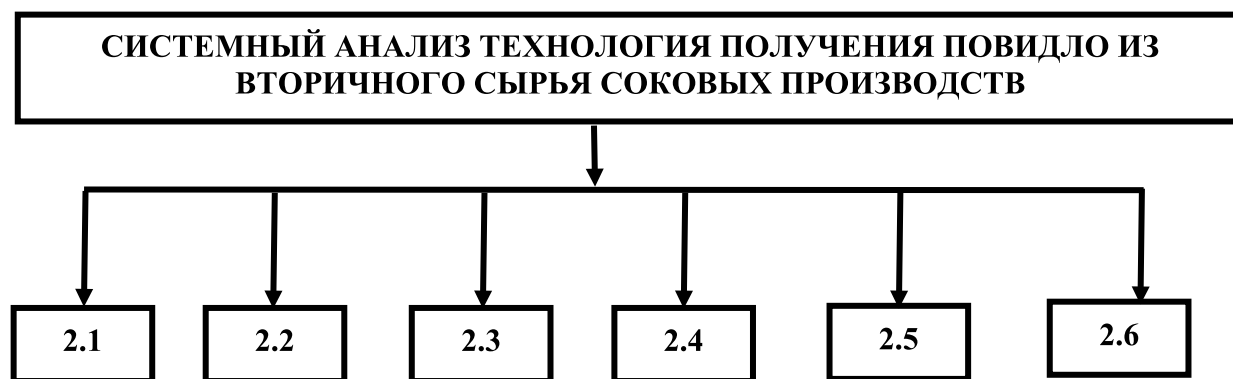 СИСТЕМНЫЙ АНАЛИЗ ТЕХНОЛОГИЯ ПОЛУЧЕНИЯ ПОВИДЛО ИЗ
ВТОРИЧНОГО СЫРЬЯ СОКОВЫХ ПРОИЗВОДСТВ
2.1 2.2 2.3 2.4 2.5 2.6